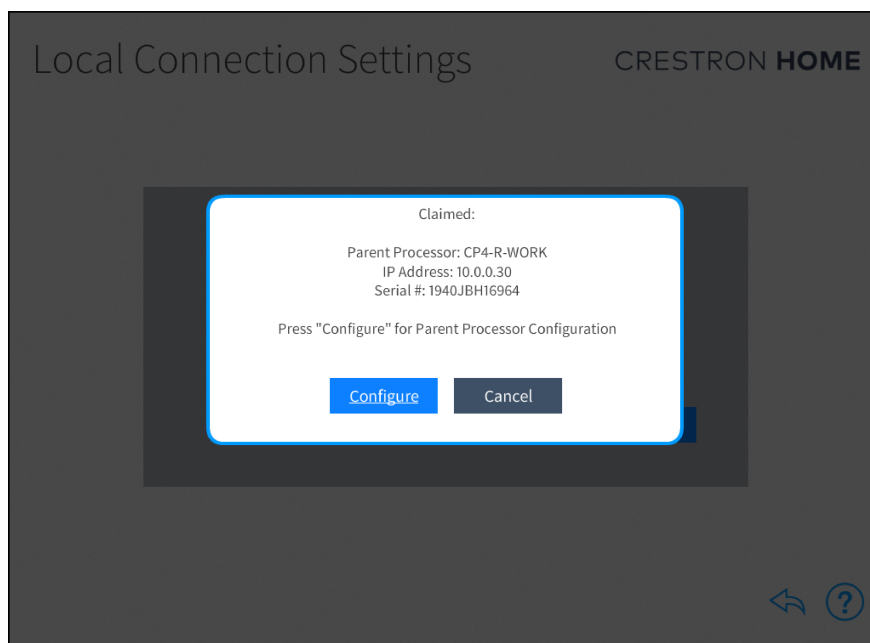 Local Connection Settings
CRESTRON HOME
Claimed:
Parent Processor: CP4-R-WORK
IP Address: 10.0.0.30
Serial #: 1940JBH16964
Press "Configure" for Parent Processor Configuration
Configure
Cancel
?